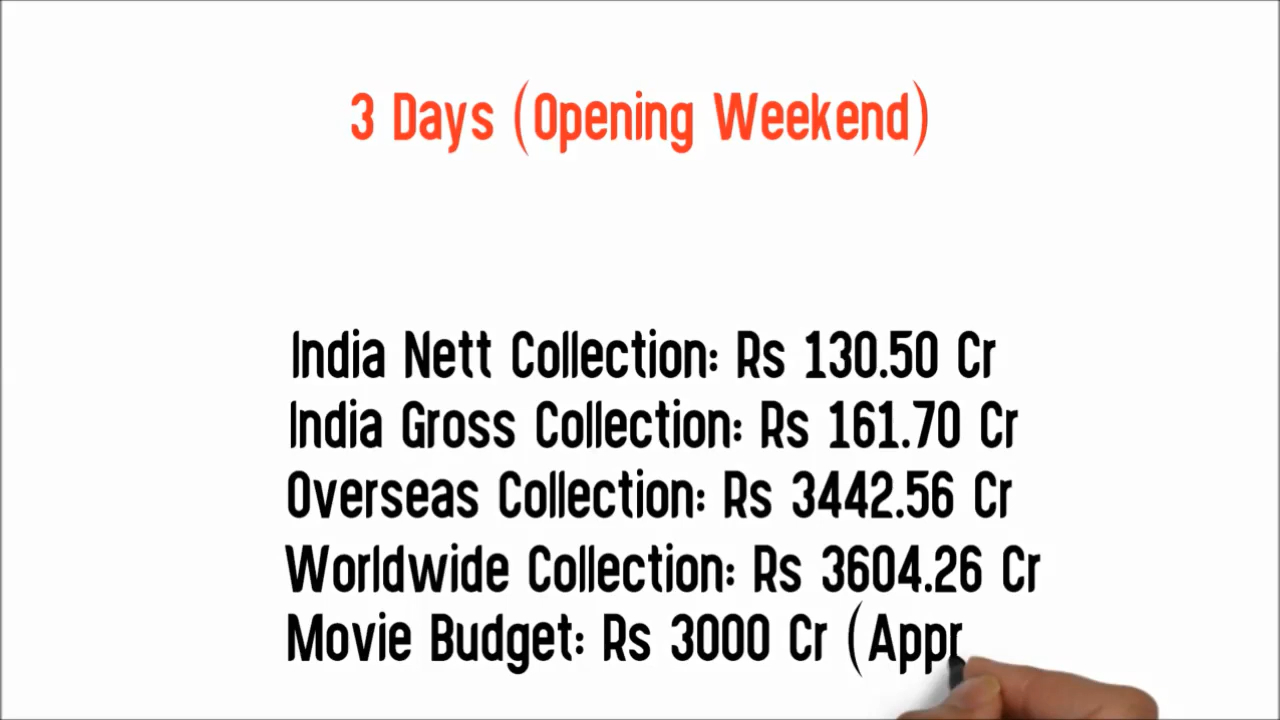 3 Days (Opening Weekend)
India Nett Collection: Rs 130.50 Cr
India Gross Collection: Rs 161.70 Cr
Overseas Collection: Rs 3442.56 Cr
Worldwide Collection: Rs 3604.26 Cr
Movie Budget: Rs 3000 Cr (Appr